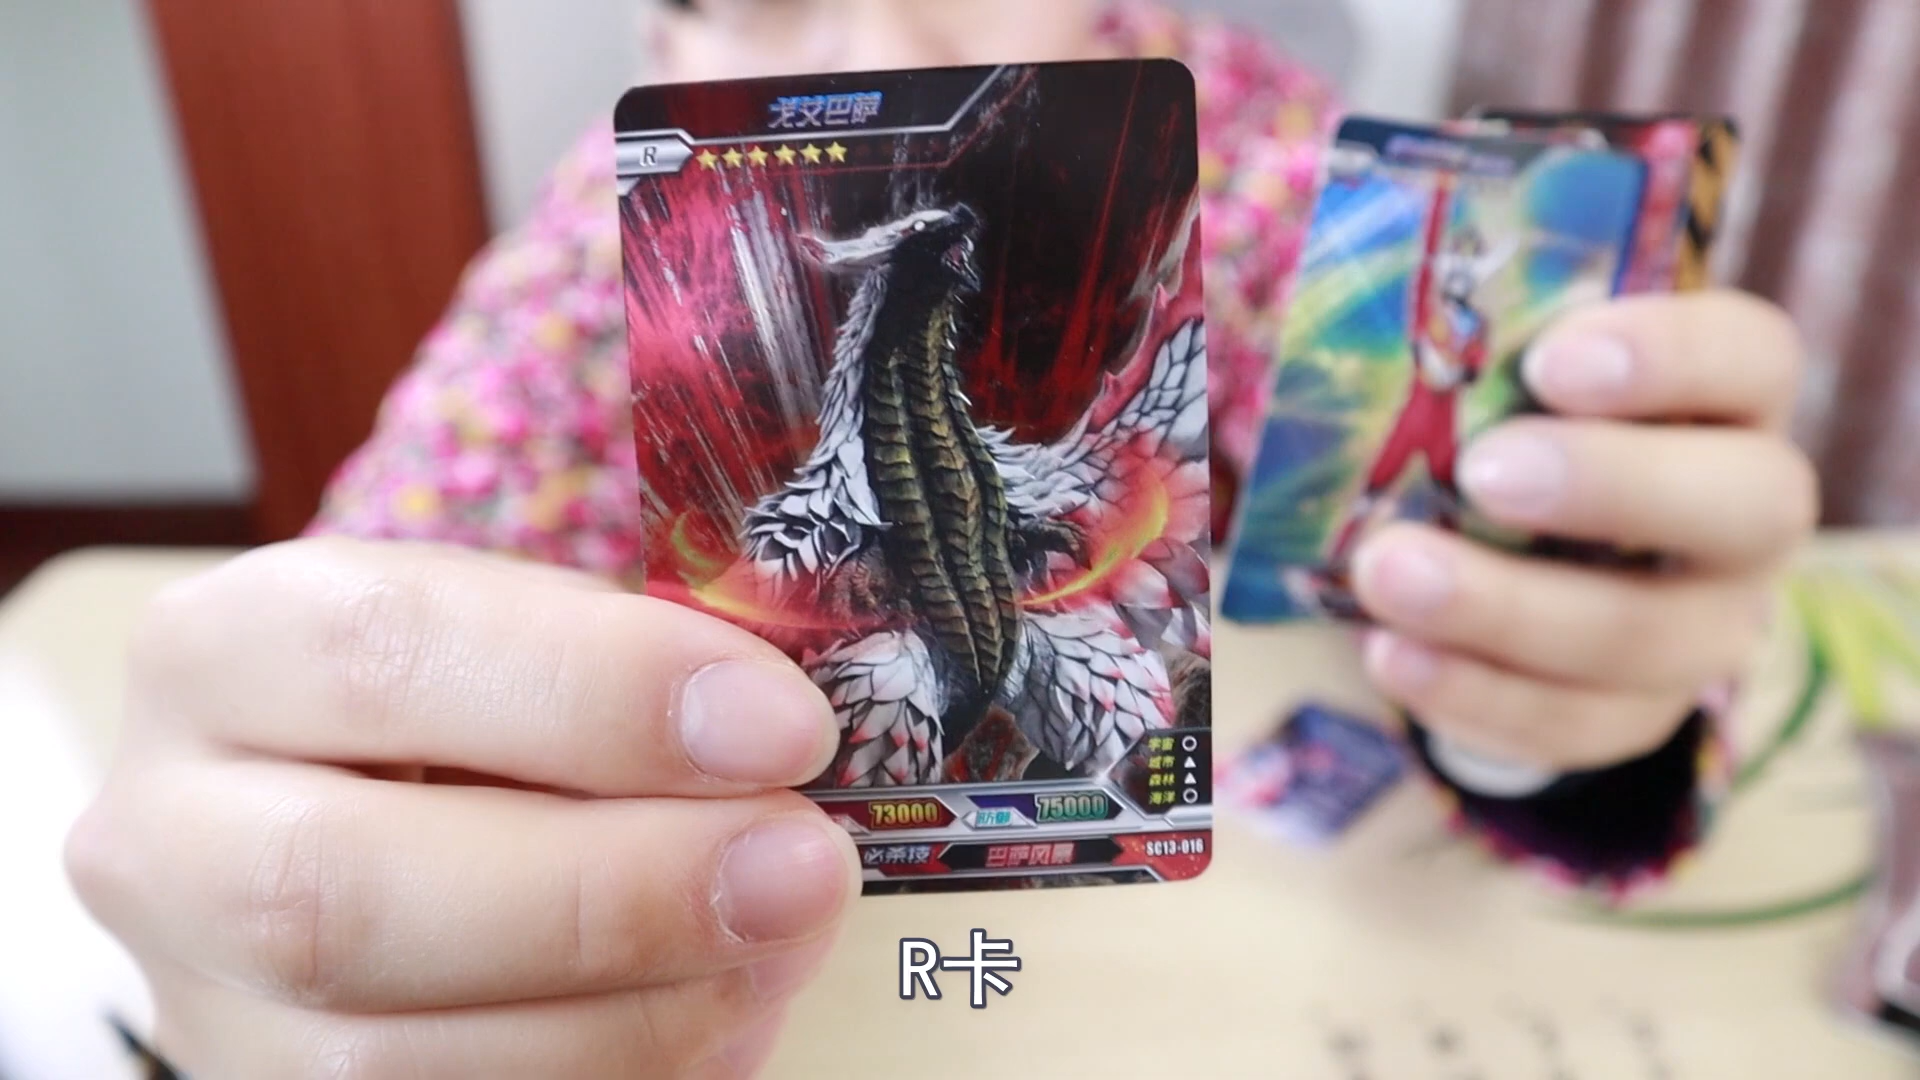 戈艾巴萨
R
宇宙 ○
城市 ▲
森林 ▲
海洋 ○
73000 防御 75000
必杀技 巴萨风暴 SC13-016
R卡